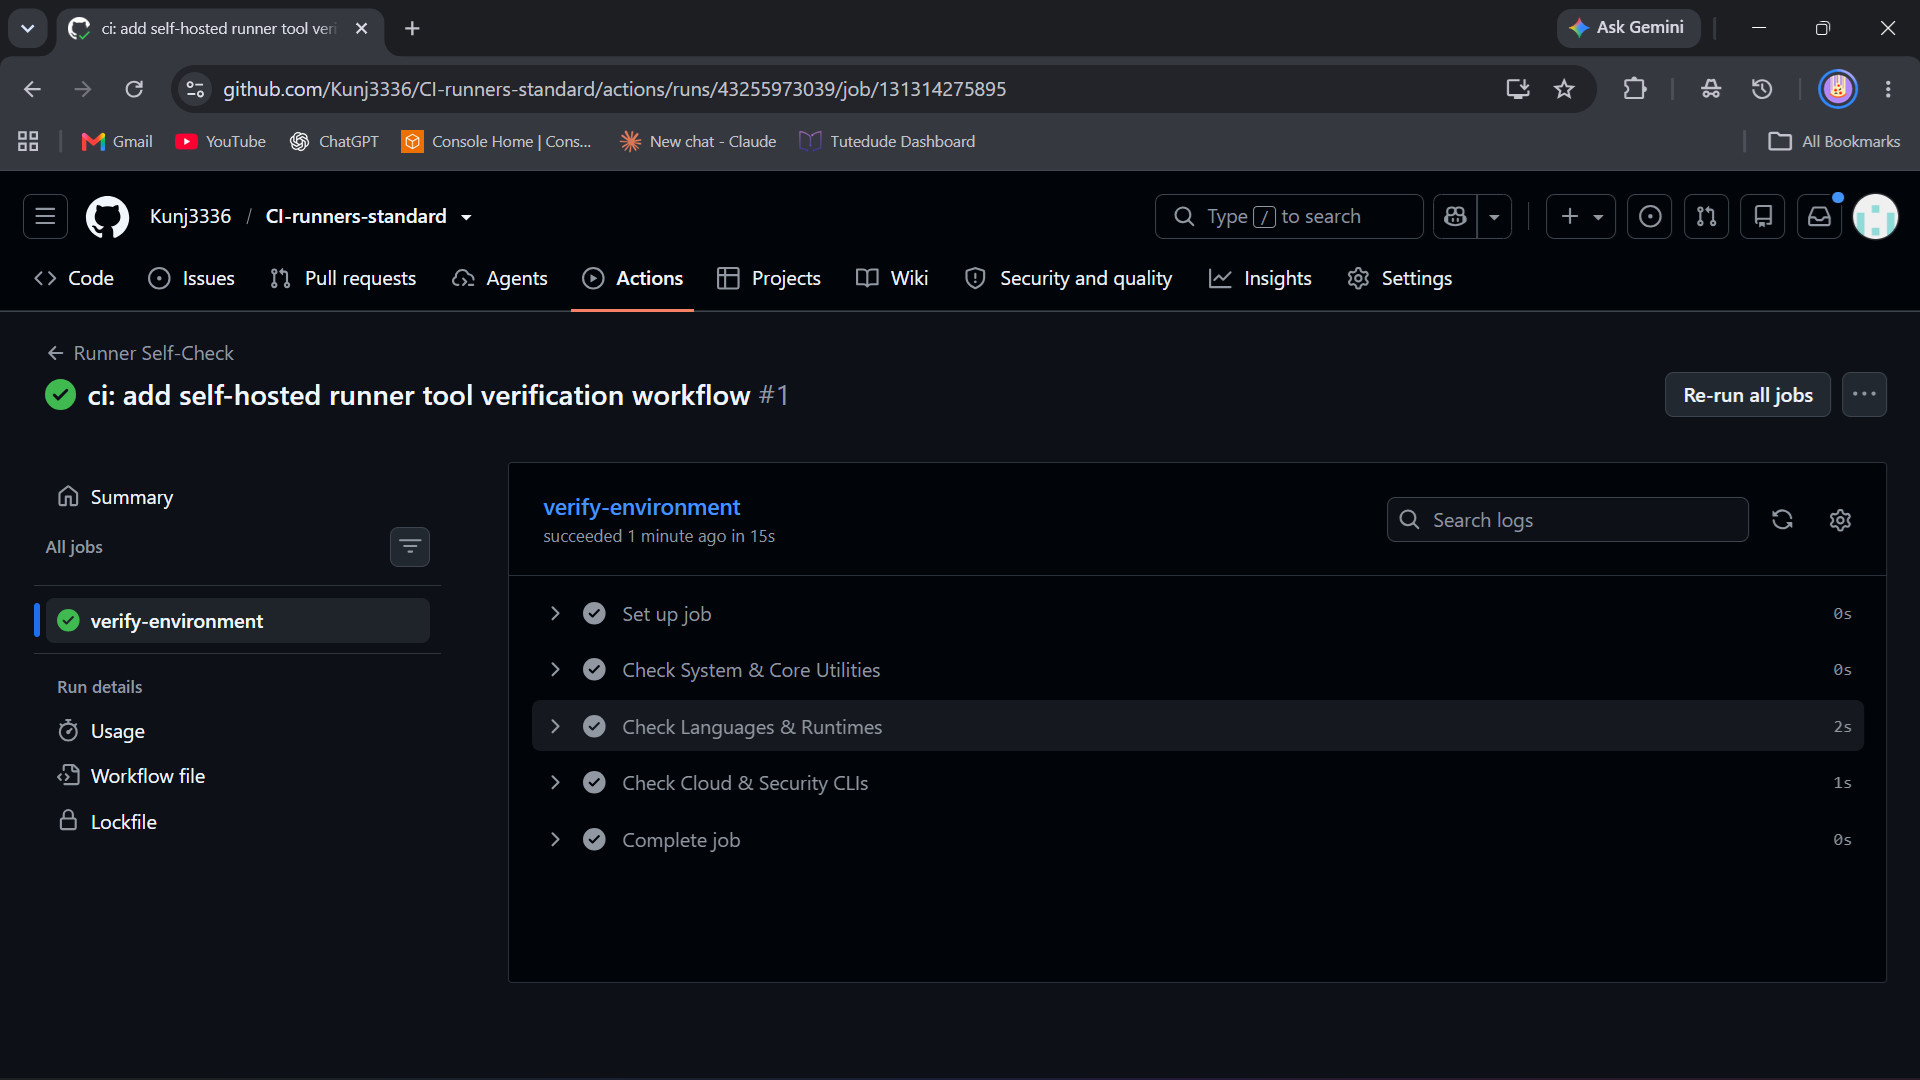 ci: add self-hosted runner tool veri
Ask Gemini
github.com/Kunj3336/CI-runners-standard/actions/runs/43255973039/job/131314275895
Gmail
YouTube
ChatGPT
Console Home | Cons...
New chat - Claude
Tutedude Dashboard
All Bookmarks
Kunj3336 / CI-runners-standard
Type / to search
Code
Issues
Pull requests
Agents
Actions
Projects
Wiki
Security and quality
Insights
Settings
Runner Self-Check
ci: add self-hosted runner tool verification workflow #1
Re-run all jobs
Summary
All jobs
verify-environment
Run details
Usage
Workflow file
Lockfile
verify-environment
succeeded 1 minute ago in 15s
Search logs
Set up job 0s
Check System & Core Utilities 0s
Check Languages & Runtimes 2s
Check Cloud & Security CLIs 1s
Complete job 0s